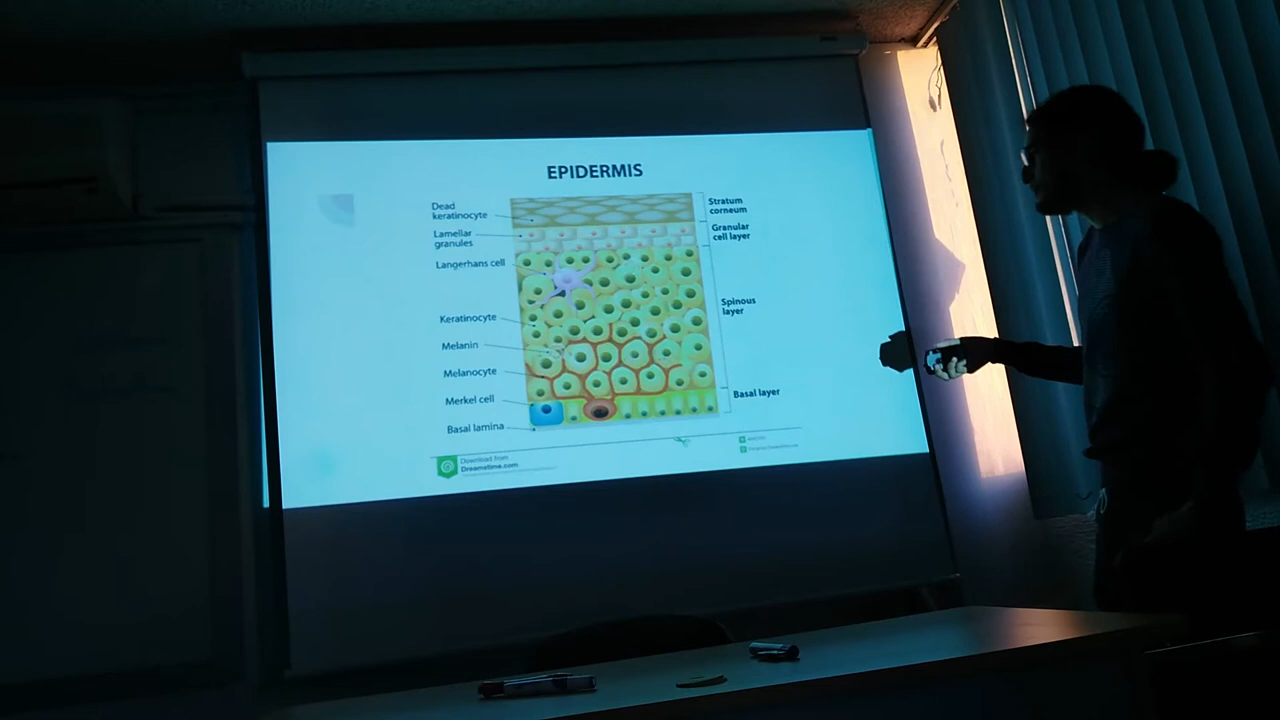 EPIDERMIS
Dead
keratinocyte
Lamellar
granules
Langerhans cell
Keratinocyte
Melanin
Melanocyte
Merkel cell
Basal lamina
Stratum
corneum
Granular
cell layer
Spinous
layer
Basal layer
Download from
Dreamstime.com